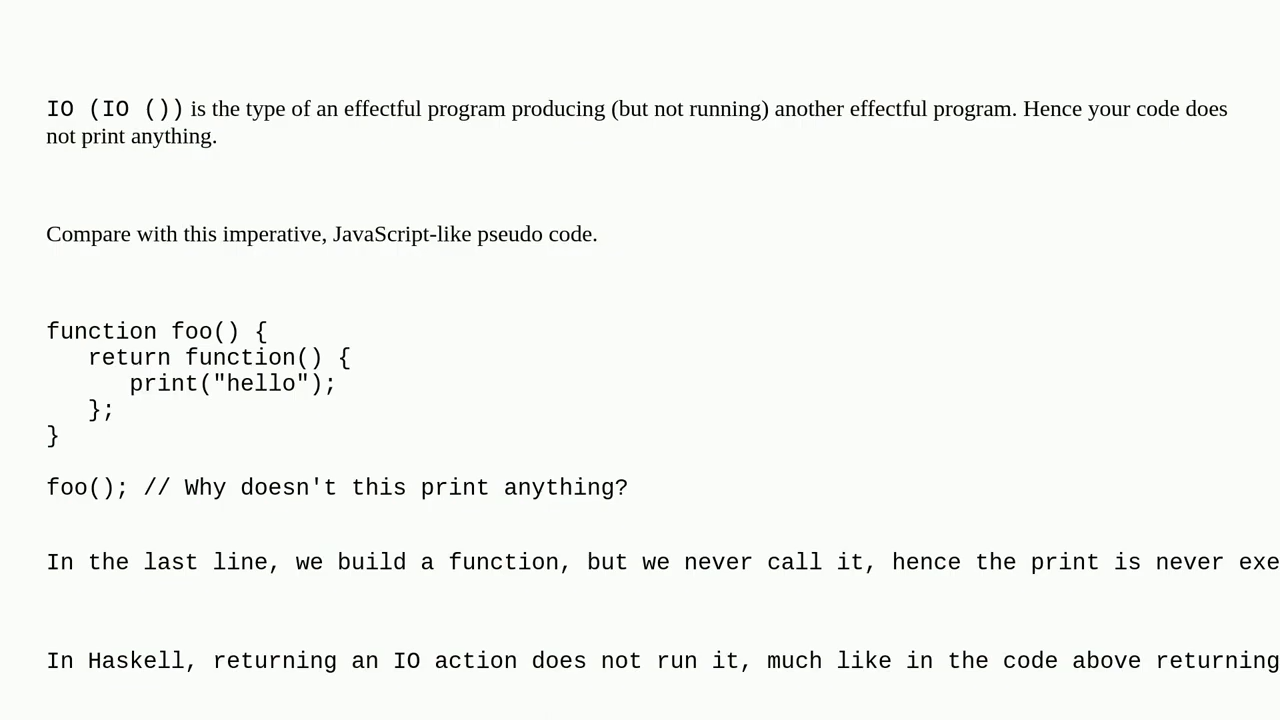 IO (IO ()) is the type of an effectful program producing (but not running) another effectful program. Hence your code does
not print anything.
Compare with this imperative, JavaScript-like pseudo code.
function foo() {
   return function() {
      print("hello");
   };
}
foo(); // Why doesn't this print anything?
In the last line, we build a function, but we never call it, hence the print is never exe
In Haskell, returning an IO action does not run it, much like in the code above returning